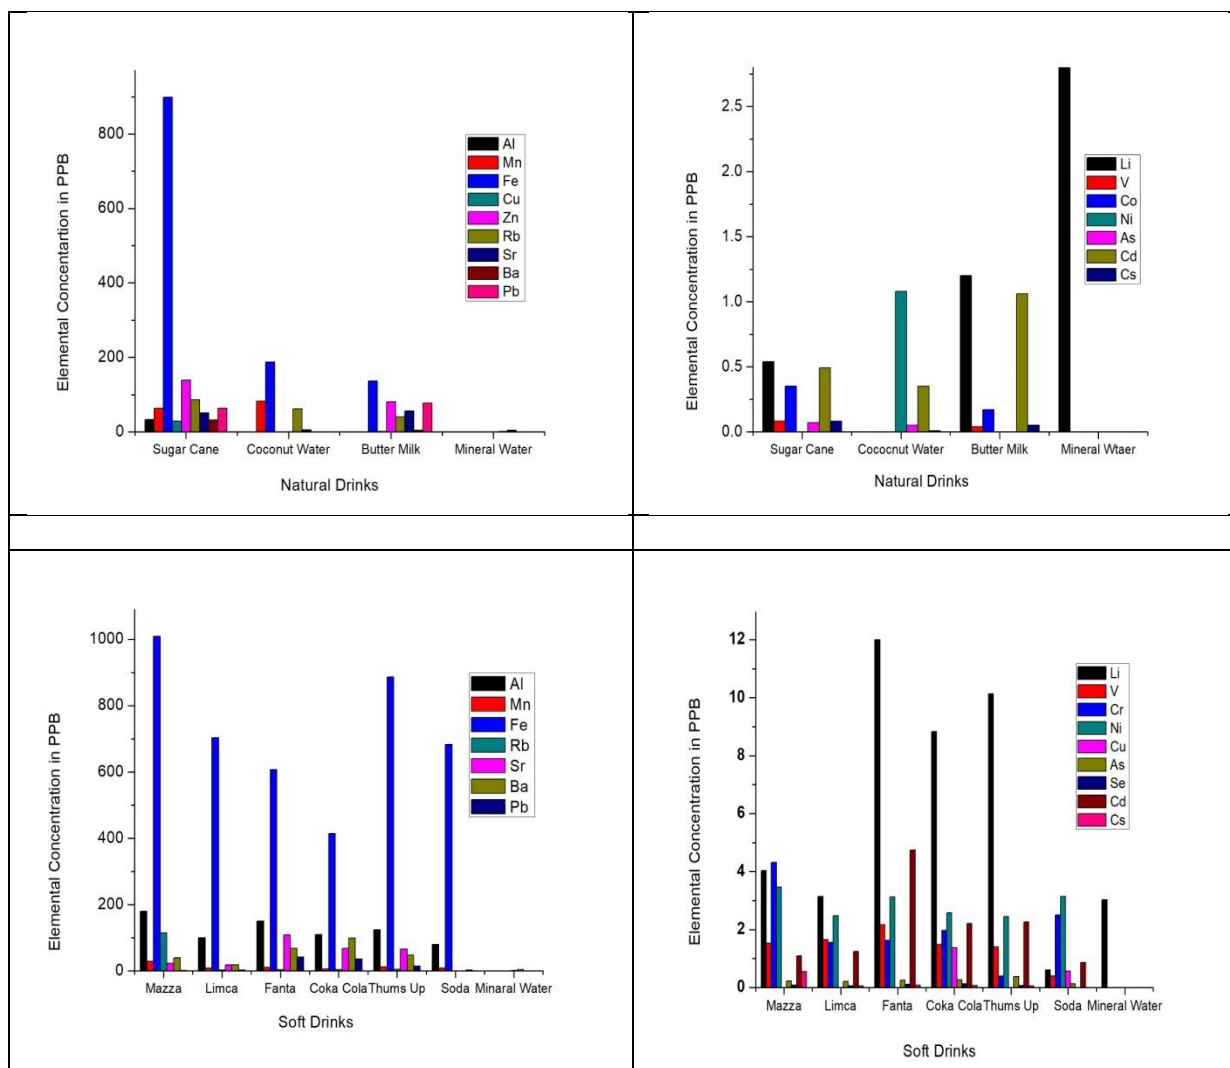 Elemental Concentartion in PPB
800
600
400
200
0
Al
Mn
Fe
Cu
Zn
Rb
Sr
Ba
Pb
Sugar Cane Coconut Water Butter Milk Mineral Water
Natural Drinks
Elemental Concentration in PPB
2.5
2.0
1.5
1.0
0.5
0.0
Li
V
Co
Ni
As
Cd
Cs
Sugar Cane Cococnut Water Butter Milk Mineral Wtaer
Natural Drinks
Elemental Concentration in PPB
1000
800
600
400
200
0
Al
Mn
Fe
Rb
Sr
Ba
Pb
Mazza Limca Fanta Coka Cola Thums Up Soda Minaral Water
Soft Drinks
Elemental Concentration in PPB
12
10
8
6
4
2
0
Li
V
Cr
Ni
Cu
As
Se
Cd
Cs
Mazza Limca Fanta Coka Cola Thums Up Soda Mineral Water
Soft Drinks